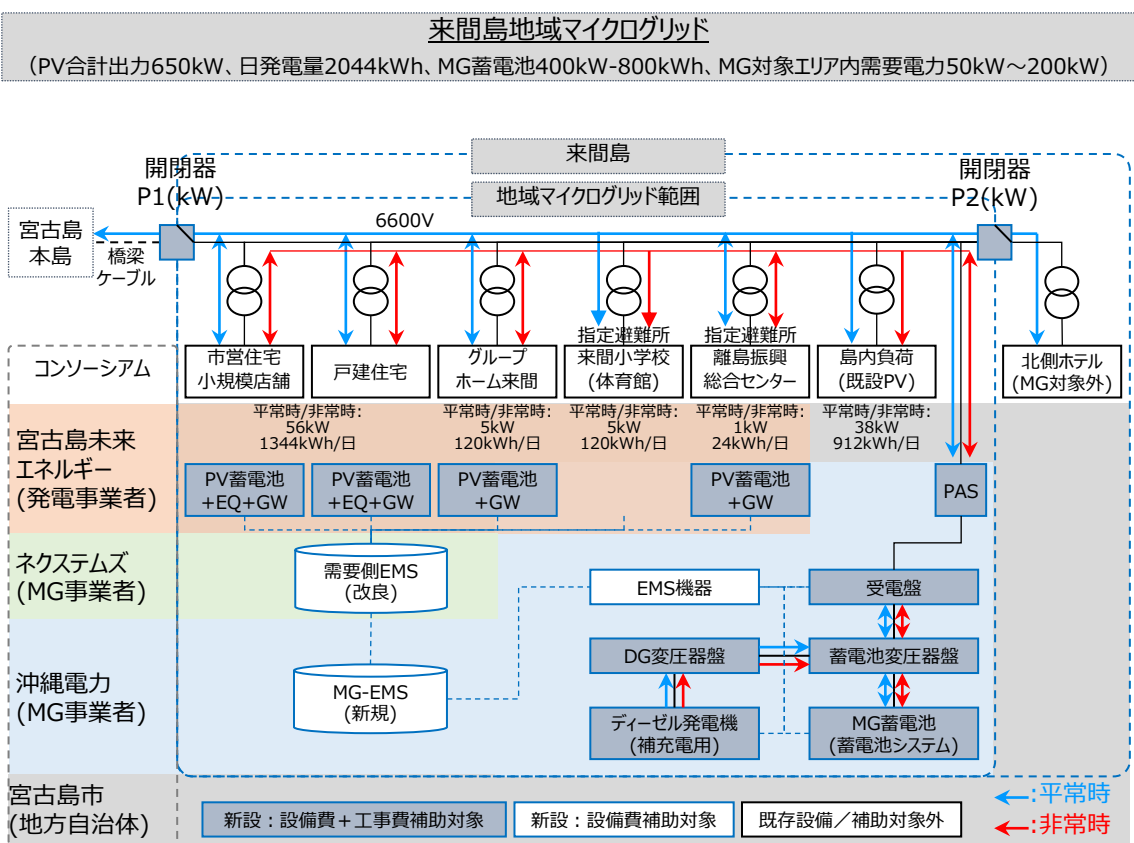 来間島地域マイクログリッド
(PV合計出力650kW、日発電量2044kWh、MG蓄電池400kW-800kWh、MG対象エリア内需要電力50kW～200kW)
来間島
開閉器
P1(kW)
地域マイクログリッド範囲
開閉器
P2(kW)
6600V
宮古島
本島
橋梁
ケーブル
コンソーシアム
市営住宅
小規模店舗
戸建住宅
グループ
ホーム来間
指定避難所
来間小学校
(体育館)
指定避難所
離島振興
総合センター
島内負荷
(既設PV)
北側ホテル
(MG対象外)
平常時/非常時:
56kW
1344kWh/日
平常時/非常時:
5kW
120kWh/日
平常時/非常時:
5kW
120kWh/日
平常時/非常時:
1kW
24kWh/日
平常時/非常時:
38kW
912kWh/日
宮古島未来
エネルギー
(発電事業者)
PV蓄電池
+EQ+GW
PV蓄電池
+EQ+GW
PV蓄電池
+GW
PV蓄電池
+GW
PAS
ネクステムズ
(MG事業者)
需要側EMS
(改良)
EMS機器
受電盤
沖縄電力
(MG事業者)
MG-EMS
(新規)
DG変圧器盤
蓄電池変圧器盤
ディーゼル発電機
(補充電用)
MG蓄電池
(蓄電池システム)
宮古島市
(地方自治体)
新設：設備費＋工事費補助対象
新設：設備費補助対象
既存設備／補助対象外
:平常時
:非常時